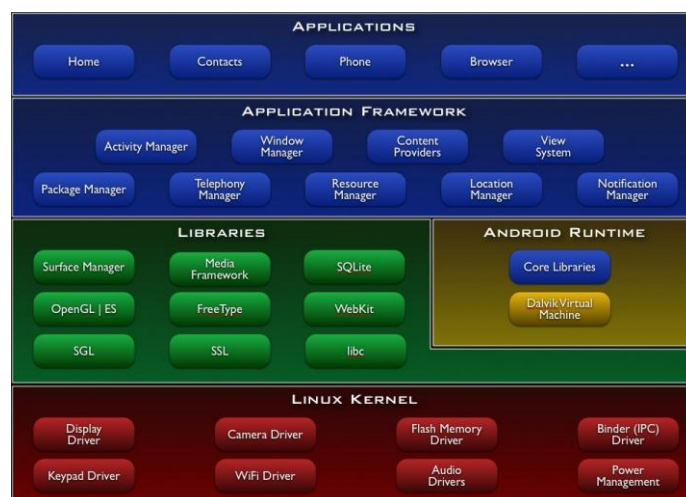 APPLICATIONS
Home Contacts Phone Browser ...
APPLICATION FRAMEWORK
Activity Manager Window Manager Content Providers View System
Package Manager Telephony Manager Resource Manager Location Manager Notification Manager
LIBRARIES
Surface Manager Media Framework SQLite
OpenGL | ES FreeType WebKit
SGL SSL libc
ANDROID RUNTIME
Core Libraries
Dalvik Virtual Machine
LINUX KERNEL
Display Driver Camera Driver Flash Memory Driver Binder (IPC) Driver
Keypad Driver WiFi Driver Audio Drivers Power Management